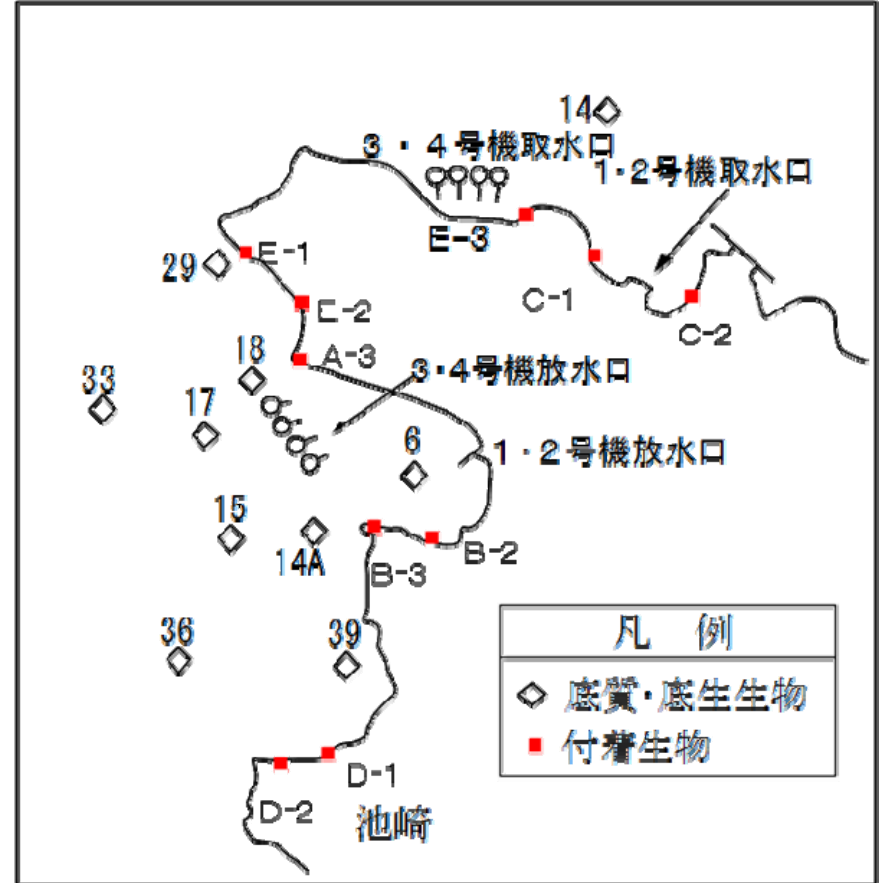 14
3・4号機取水口
1・2号機取水口
E-3
E-1
29
C-1
E-2
C-2
18
A-3
3・4号機放水口
33
17
6
1・2号機放水口
15
14A
B-2
B-3
36
39
凡 例
底質・底生生物
付着生物
D-1
D-2
池崎